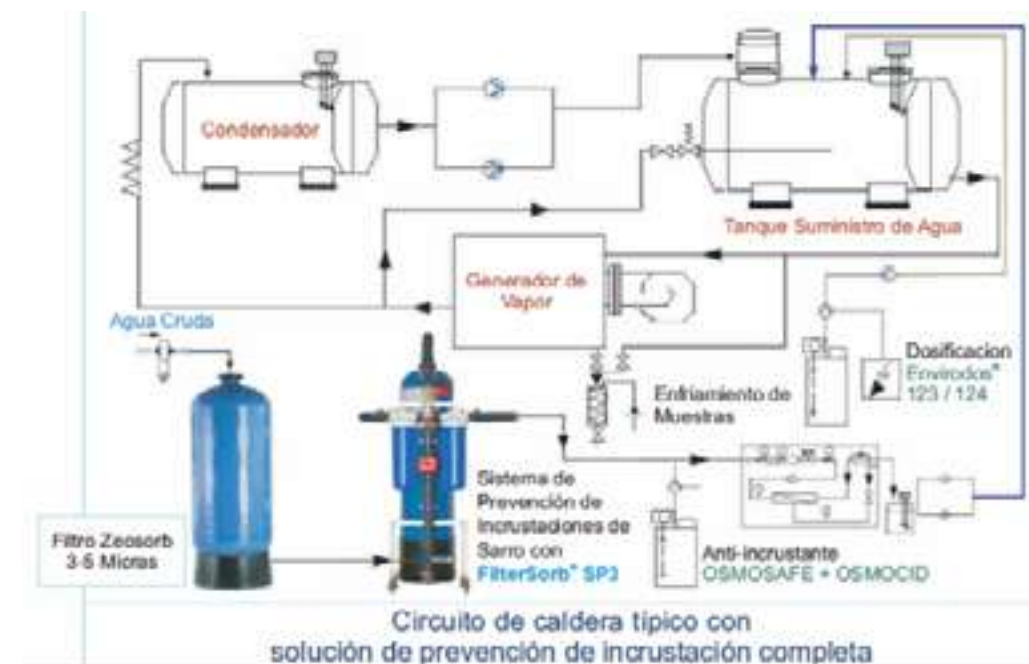 Condensador
Tanque Suministro de Agua
Generador de
Vapor
Agua Cruda
Dosificacion
Envirodos®
123 / 124
Enfriamiento de
Muestras
Sistema de
Prevención de
Incrustaciones de
Sarro con
FilterSorb® SP3
Filtro Zeosorb
3-5 Micras
Anti-incrustante
OSMOSAFE + OSMOCID
Circuito de caldera típico con
solución de prevención de incrustación completa